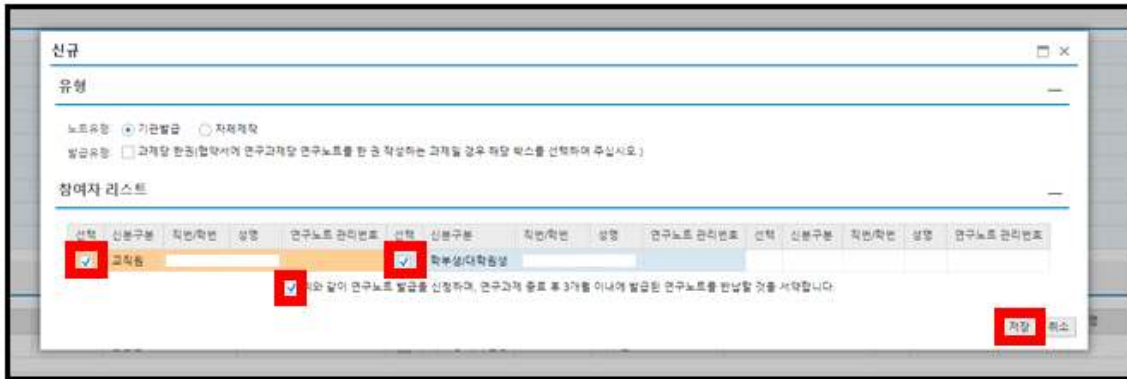 신규
유형
노트유형 기관발급 자체제작
발급유형 과제당 한권(협약서에 연구과제당 연구노트를 한 권 작성하는 과제일 경우 해당 박스를 선택하여 주십시오.)
참여자 리스트
선택 신분구분 직번/학번 성명 연구노트 관리번호 선택 신분구분 직번/학번 성명 연구노트 관리번호 선택 신분구분 직번/학번 성명 연구노트 관리번호
교직원 학부생/대학원생
위와 같이 연구노트 발급을 신청하며, 연구과제 종료 후 3개월 이내에 발급된 연구노트를 반납할 것을 서약합니다.
저장 취소